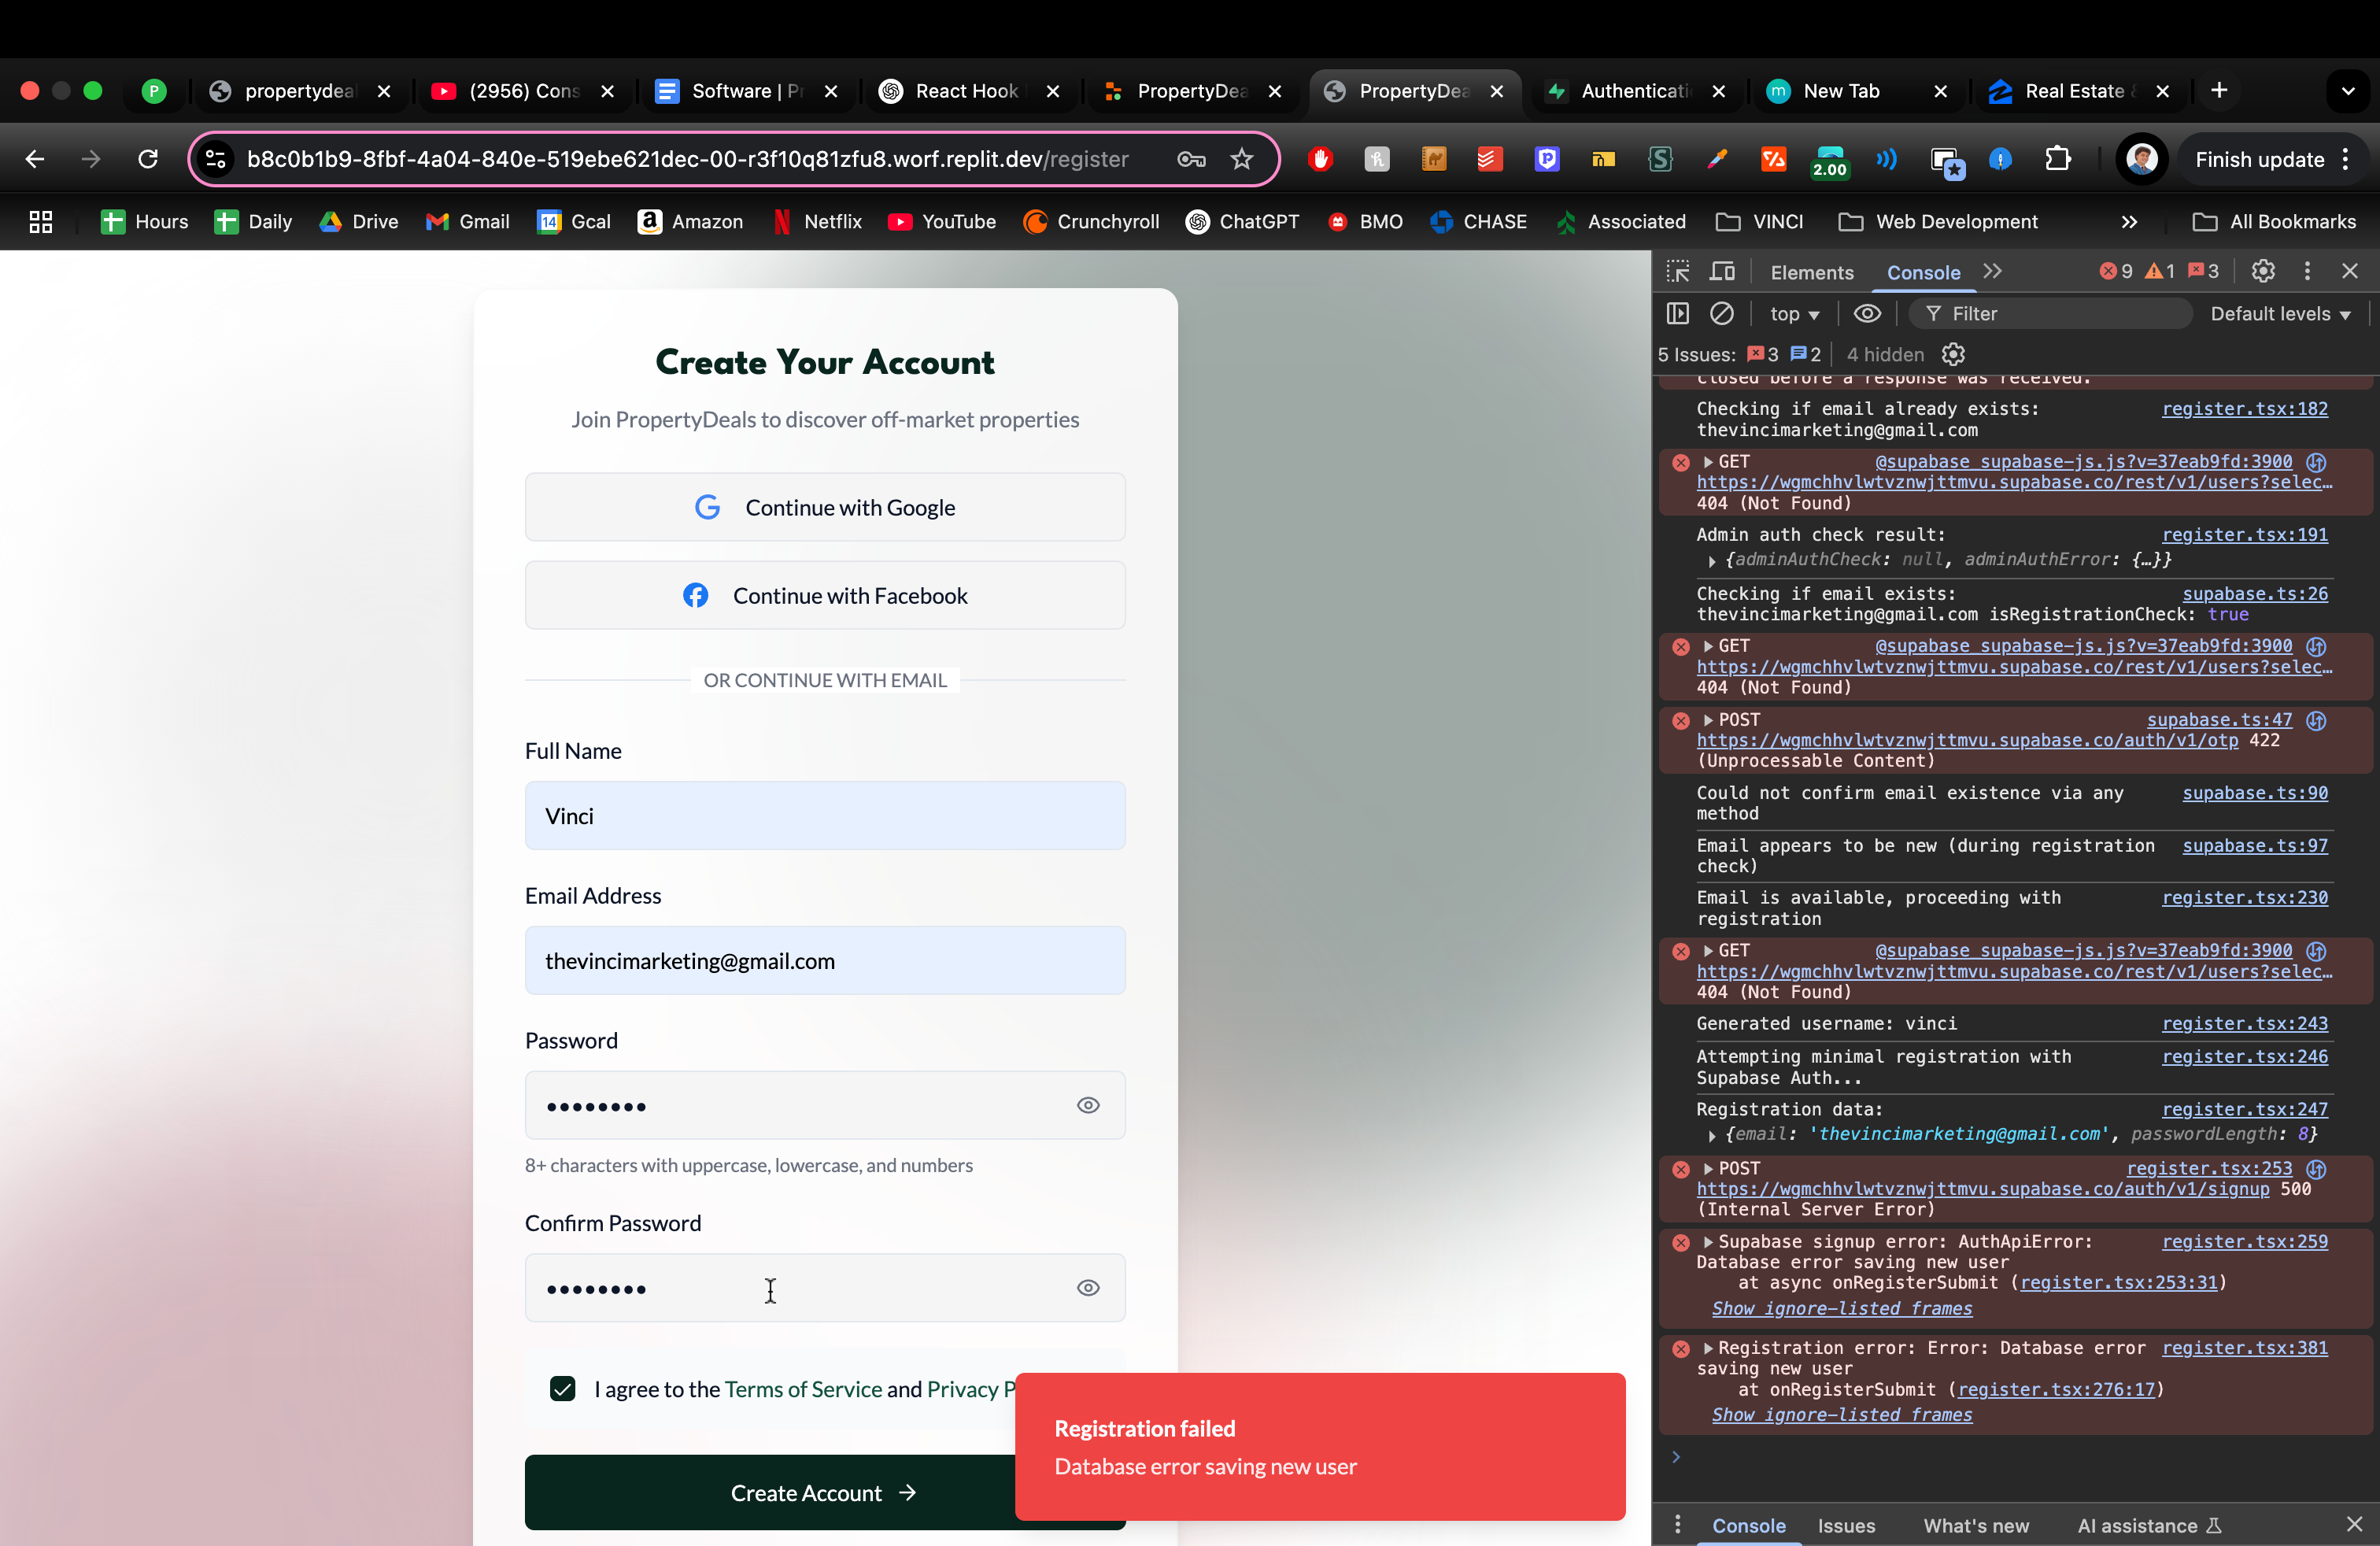 P
propertydeal
(2956) Cons
Software | Pr
React Hook
PropertyDea
PropertyDea
Authenticati
New Tab
Real Estate &
b8c0b1b9-8fbf-4a04-840e-519ebe621dec-00-r3f10q81zfu8.worf.replit.dev/register
2.00
Finish update
Hours
Daily
Drive
Gmail
14 Gcal
Amazon
Netflix
YouTube
Crunchyroll
ChatGPT
BMO
CHASE
Associated
VINCI
Web Development
All Bookmarks
Create Your Account
Join PropertyDeals to discover off-market properties
Continue with Google
Continue with Facebook
OR CONTINUE WITH EMAIL
Full Name
Vinci
Email Address
thevincimarketing@gmail.com
Password
••••••••
8+ characters with uppercase, lowercase, and numbers
Confirm Password
••••••••
I agree to the Terms of Service and Privacy P
Create Account →
Registration failed
Database error saving new user
Elements Console 9 1 3
top Filter Default levels
5 Issues: 3 2 4 hidden
closed before a response was received.
Checking if email already exists: register.tsx:182
thevincimarketing@gmail.com
GET @supabase_supabase-js.js?v=37eab9fd:3900
https://wgmchhvlwtvznwjttmvu.supabase.co/rest/v1/users?selec…
404 (Not Found)
Admin auth check result: register.tsx:191
{adminAuthCheck: null, adminAuthError: {…}}
Checking if email exists: supabase.ts:26
thevincimarketing@gmail.com isRegistrationCheck: true
GET @supabase_supabase-js.js?v=37eab9fd:3900
https://wgmchhvlwtvznwjttmvu.supabase.co/rest/v1/users?selec…
404 (Not Found)
POST supabase.ts:47
https://wgmchhvlwtvznwjttmvu.supabase.co/auth/v1/otp 422
(Unprocessable Content)
Could not confirm email existence via any supabase.ts:90
method
Email appears to be new (during registration supabase.ts:97
check)
Email is available, proceeding with register.tsx:230
registration
GET @supabase_supabase-js.js?v=37eab9fd:3900
https://wgmchhvlwtvznwjttmvu.supabase.co/rest/v1/users?selec…
404 (Not Found)
Generated username: vinci register.tsx:243
Attempting minimal registration with register.tsx:246
Supabase Auth...
Registration data: register.tsx:247
{email: 'thevincimarketing@gmail.com', passwordLength: 8}
POST register.tsx:253
https://wgmchhvlwtvznwjttmvu.supabase.co/auth/v1/signup 500
(Internal Server Error)
Supabase signup error: AuthApiError: register.tsx:259
Database error saving new user
at async onRegisterSubmit (register.tsx:253:31)
Show ignore-listed frames
Registration error: Error: Database error register.tsx:381
saving new user
at onRegisterSubmit (register.tsx:276:17)
Show ignore-listed frames
Console Issues What's new AI assistance